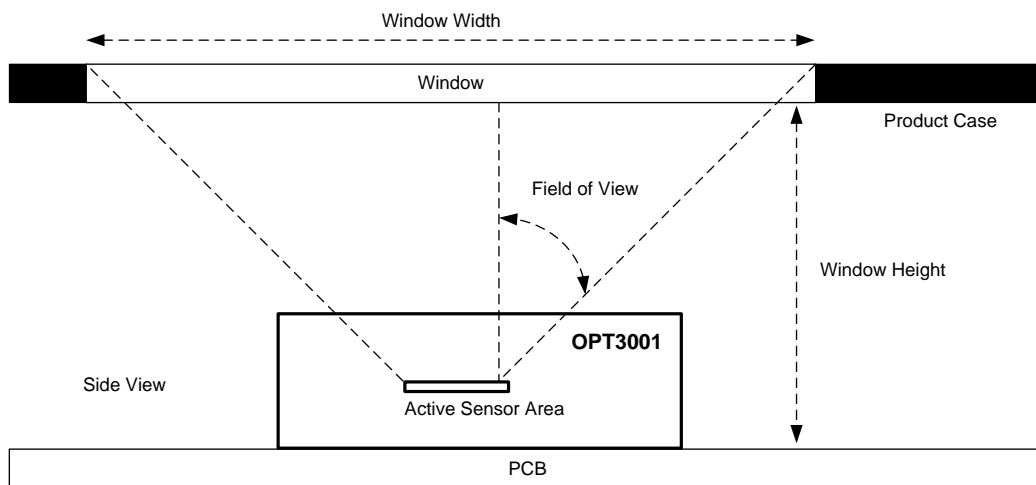 Window Width
Window
Product Case
Field of View
Window Height
OPT3001
Side View
Active Sensor Area
PCB